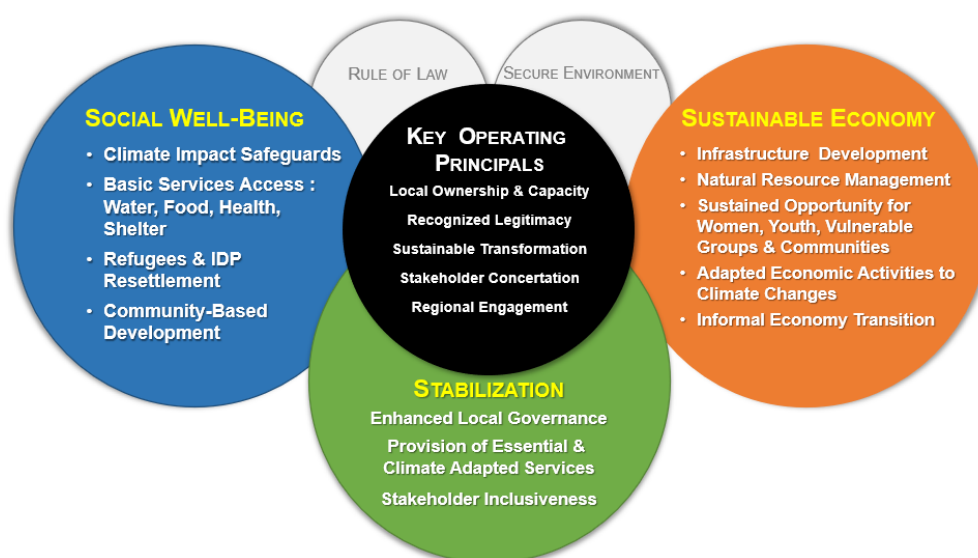 RULE OF LAW
SECURE ENVIRONMENT
SOCIAL WELL-BEING
• Climate Impact Safeguards
• Basic Services Access :
Water, Food, Health,
Shelter
• Refugees & IDP
Resettlement
• Community-Based
Development
KEY OPERATING
PRINCIPALS
Local Ownership & Capacity
Recognized Legitimacy
Sustainable Transformation
Stakeholder Concertation
Regional Engagement
SUSTAINABLE ECONOMY
• Infrastructure Development
• Natural Resource Management
• Sustained Opportunity for
Women, Youth, Vulnerable
Groups & Communities
• Adapted Economic Activities to
Climate Changes
• Informal Economy Transition
STABILIZATION
Enhanced Local Governance
Provision of Essential &
Climate Adapted Services
Stakeholder Inclusiveness